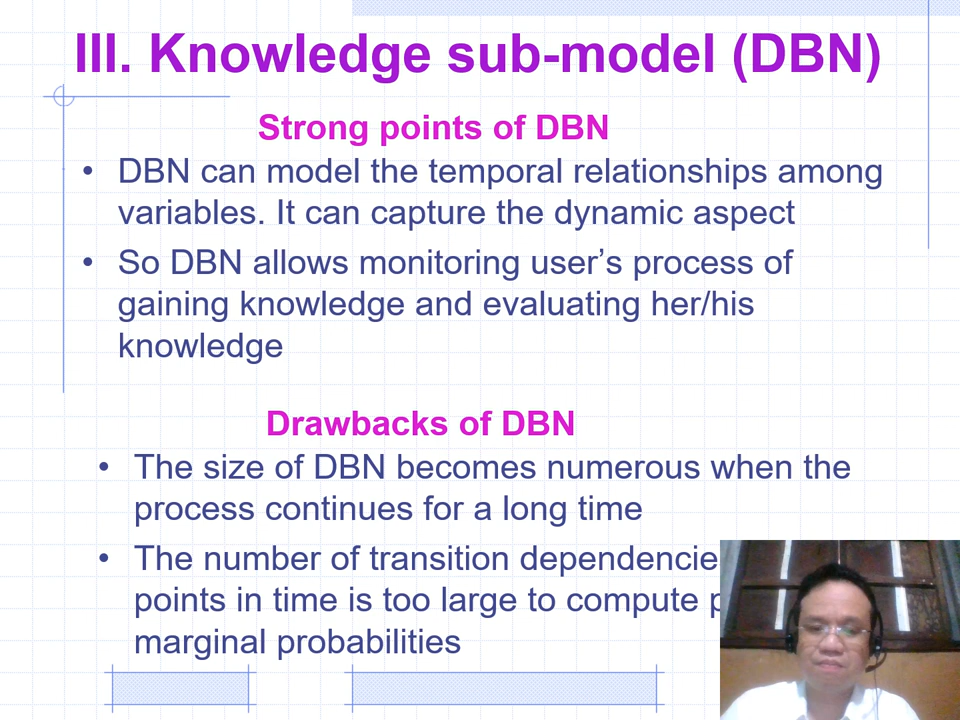 III. Knowledge sub-model (DBN)
Strong points of DBN
• DBN can model the temporal relationships among
variables. It can capture the dynamic aspect
• So DBN allows monitoring user’s process of
gaining knowledge and evaluating her/his
knowledge
Drawbacks of DBN
• The size of DBN becomes numerous when the
process continues for a long time
• The number of transition
points in time is too large to compute
marginal probabilities